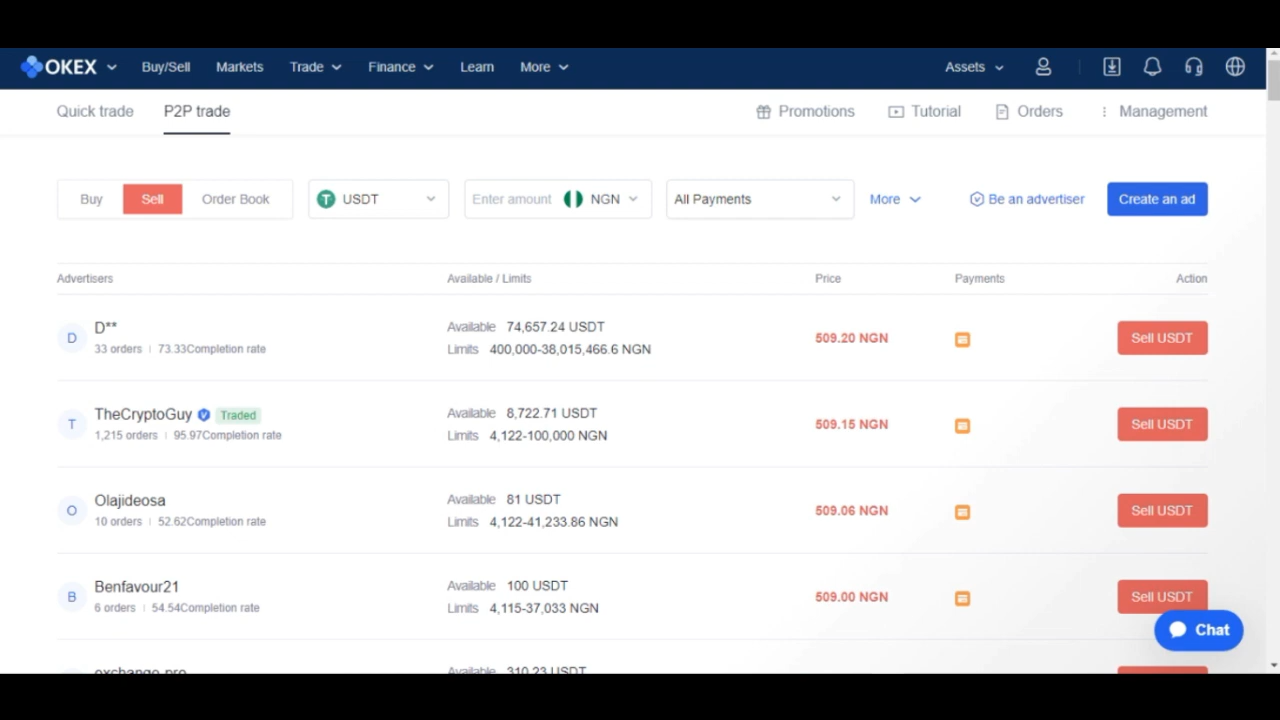 OKEX Buy/Sell Markets Trade Finance Learn More Assets
Quick trade P2P trade Promotions Tutorial Orders Management
Buy Sell Order Book T USDT Enter amount NGN All Payments More Be an advertiser Create an ad
Advertisers Available / Limits Price Payments Action
D D** Available 74,657.24 USDT 509.20 NGN Sell USDT
33 orders | 73.33Completion rate Limits 400,000-38,015,466.6 NGN
T TheCryptoGuy Traded Available 8,722.71 USDT 509.15 NGN Sell USDT
1,215 orders | 95.97Completion rate Limits 4,122-100,000 NGN
O Olajideosa Available 81 USDT 509.06 NGN Sell USDT
10 orders | 52.62Completion rate Limits 4,122-41,233.86 NGN
B Benfavour21 Available 100 USDT 509.00 NGN Sell USDT
6 orders | 54.54Completion rate Limits 4,115-37,033 NGN
Chat
exchange-pro Available 310.23 USDT